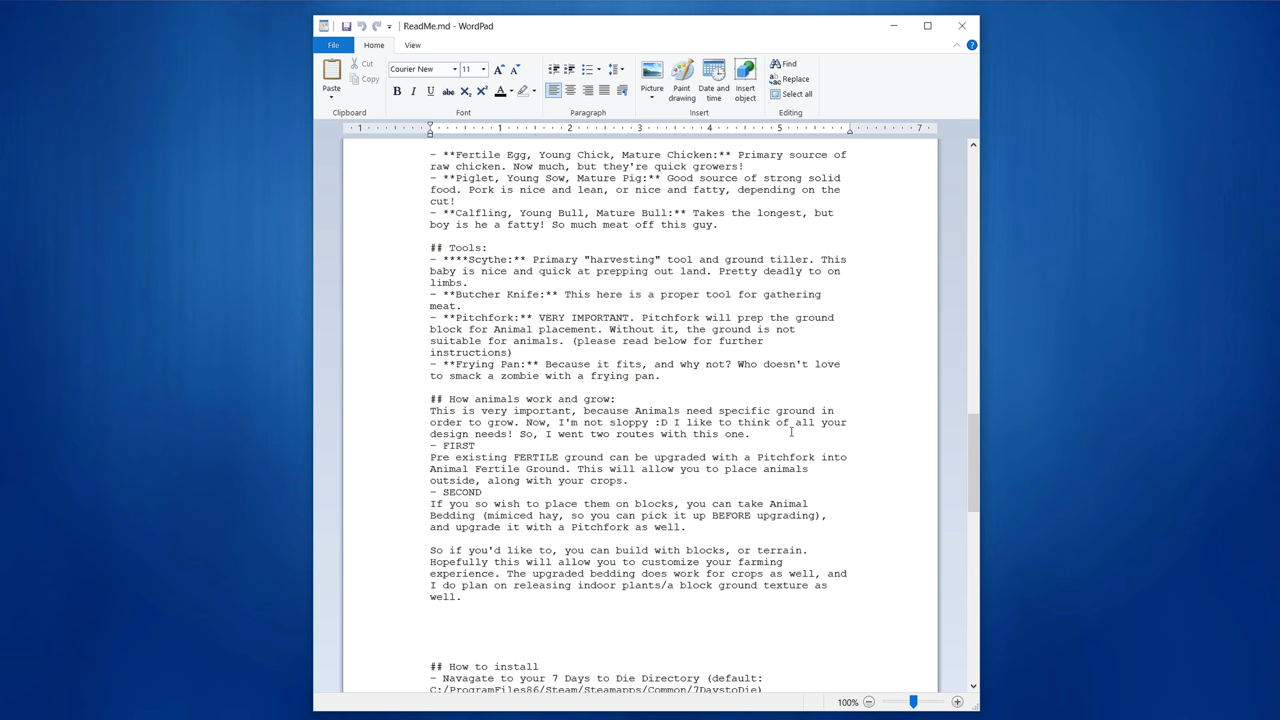 ReadMe.md - WordPad
File
Home
View
Paste
Cut
Copy
Clipboard
Courier New
11
B I U abc X₂ X² A
Font
Paragraph
Picture
Paint drawing
Date and time
Insert object
Insert
Find
Replace
Select all
Editing
1 1 2 3 4 5 7
- **Fertile Egg, Young Chick, Mature Chicken:** Primary source of
raw chicken. Now much, but they're quick growers!
- **Piglet, Young Sow, Mature Pig:** Good source of strong solid
food. Pork is nice and lean, or nice and fatty, depending on the
cut!
- **Calfling, Young Bull, Mature Bull:** Takes the longest, but
boy is he a fatty! So much meat off this guy.
## Tools:
- ****Scythe:** Primary "harvesting" tool and ground tiller. This
baby is nice and quick at prepping out land. Pretty deadly to on
limbs.
- **Butcher Knife:** This here is a proper tool for gathering
meat.
- **Pitchfork:** VERY IMPORTANT. Pitchfork will prep the ground
block for Animal placement. Without it, the ground is not
suitable for animals. (please read below for further
instructions)
- **Frying Pan:** Because it fits, and why not? Who doesn't love
to smack a zombie with a frying pan.
## How animals work and grow:
This is very important, because Animals need specific ground in
order to grow. Now, I'm not sloppy :D I like to think of all your
design needs! So, I went two routes with this one.
- FIRST
Pre existing FERTILE ground can be upgraded with a Pitchfork into
Animal Fertile Ground. This will allow you to place animals
outside, along with your crops.
- SECOND
If you so wish to place them on blocks, you can take Animal
Bedding (mimiced hay, so you can pick it up BEFORE upgrading),
and upgrade it with a Pitchfork as well.
So if you'd like to, you can build with blocks, or terrain.
Hopefully this will allow you to customize your farming
experience. The upgraded bedding does work for crops as well, and
I do plan on releasing indoor plants/a block ground texture as
well.
## How to install
- Navagate to your 7 Days to Die Directory (default:
C:/ProgramFiles86/Steam/Steamapps/Common/7DaystoDie)
100%